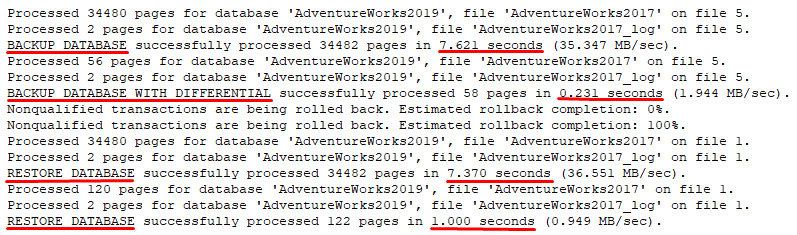 Processed 34480 pages for database 'AdventureWorks2019', file 'AdventureWorks2017' on file 5.
Processed 2 pages for database 'AdventureWorks2019', file 'AdventureWorks2017_log' on file 5.
BACKUP DATABASE successfully processed 34482 pages in 7.621 seconds (35.347 MB/sec).
Processed 56 pages for database 'AdventureWorks2019', file 'AdventureWorks2017' on file 5.
Processed 2 pages for database 'AdventureWorks2019', file 'AdventureWorks2017_log' on file 5.
BACKUP DATABASE WITH DIFFERENTIAL successfully processed 58 pages in 0.231 seconds (1.944 MB/sec).
Nonqualified transactions are being rolled back. Estimated rollback completion: 0%.
Nonqualified transactions are being rolled back. Estimated rollback completion: 100%.
Processed 34480 pages for database 'AdventureWorks2019', file 'AdventureWorks2017' on file 1.
Processed 2 pages for database 'AdventureWorks2019', file 'AdventureWorks2017_log' on file 1.
RESTORE DATABASE successfully processed 34482 pages in 7.370 seconds (36.551 MB/sec).
Processed 120 pages for database 'AdventureWorks2019', file 'AdventureWorks2017' on file 1.
Processed 2 pages for database 'AdventureWorks2019', file 'AdventureWorks2017_log' on file 1.
RESTORE DATABASE successfully processed 122 pages in 1.000 seconds (0.949 MB/sec).